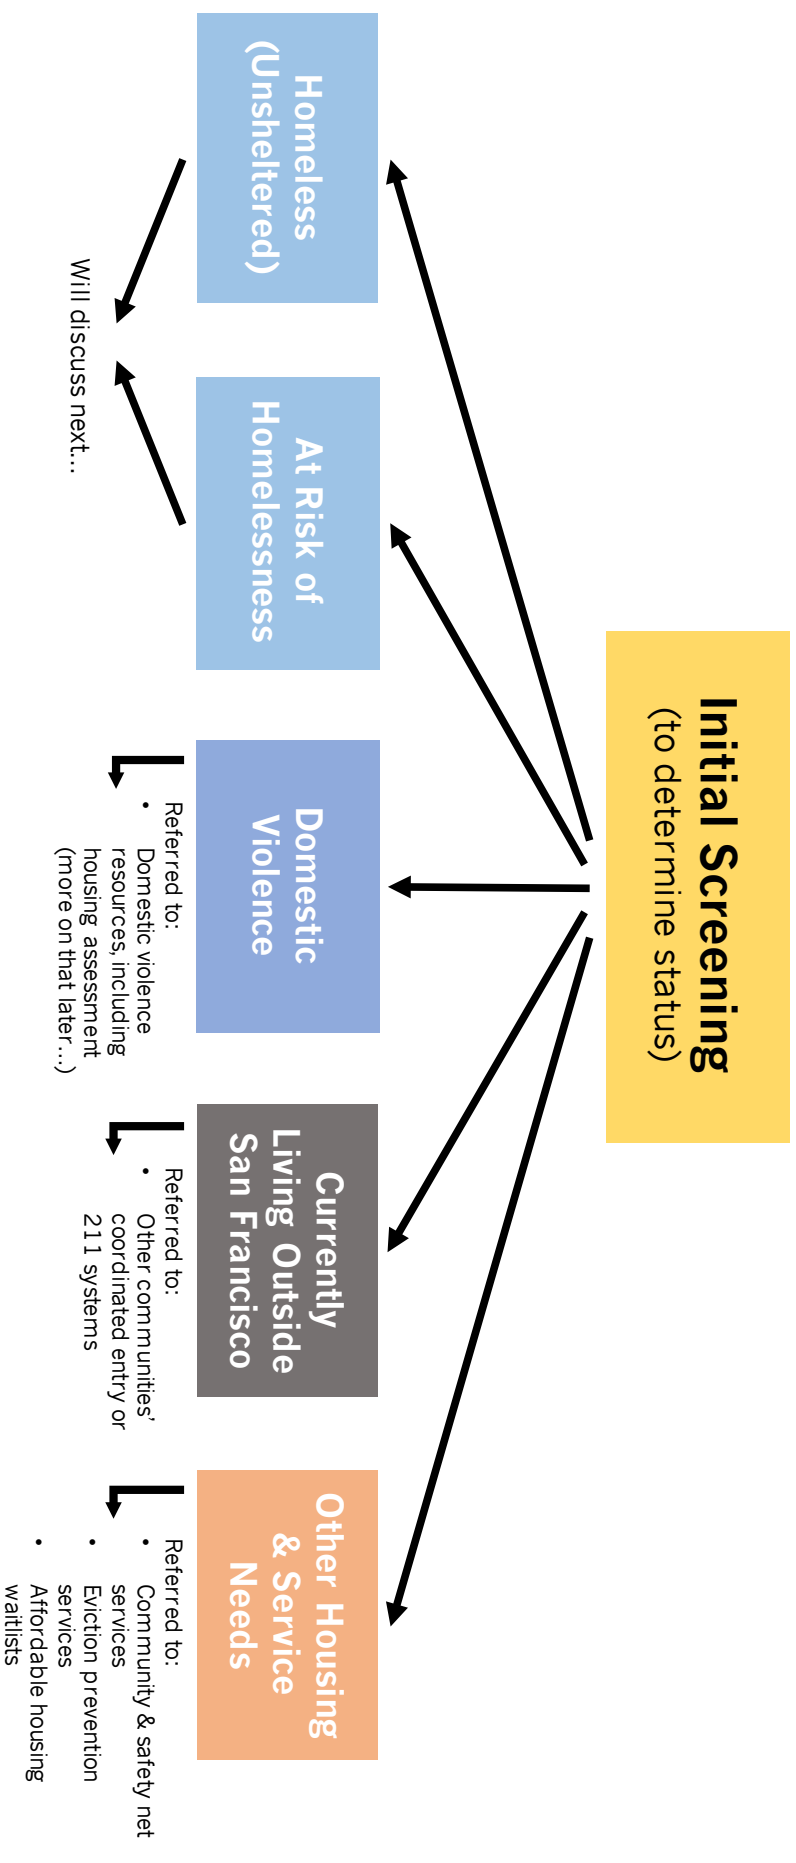 Initial Screening
(to determine status)
Homeless
(Unsheltered)
At Risk of
Homelessness
Will discuss next...
Domestic
Violence
Referred to:
• Domestic violence
resources, including
housing assessment
(more on that later...)
Currently
Living Outside
San Francisco
Referred to:
• Other communities'
coordinated entry or
211 systems
Other Housing
& Service
Needs
Referred to:
• Community & safety net
services
• Eviction prevention
services
• Affordable housing
waitlists